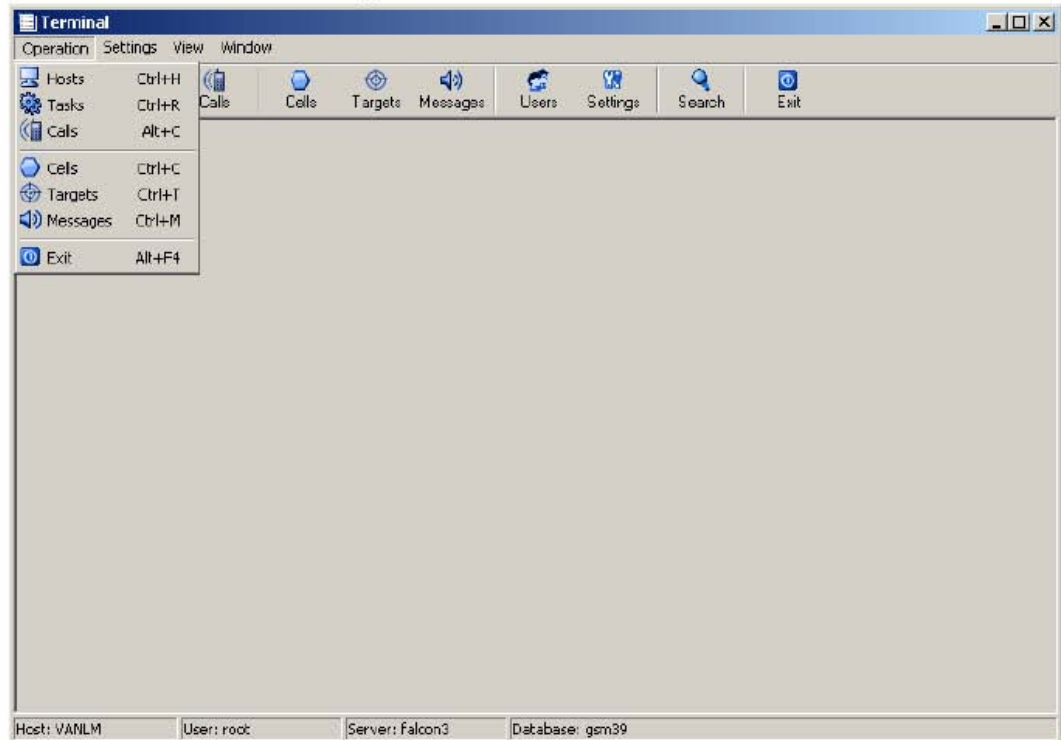 Terminal
Operation Settings View Window
Hosts Ctrl+H
Tasks Ctrl+R
Calls Alt+C
Cells Ctrl+C
Targets Ctrl+T
Messages Ctrl+M
Exit Alt+F4
Calls Cells Targets Messages Users Settings Search Exit
Host: VANLM User: root Server: falcon3 Database: gsm39